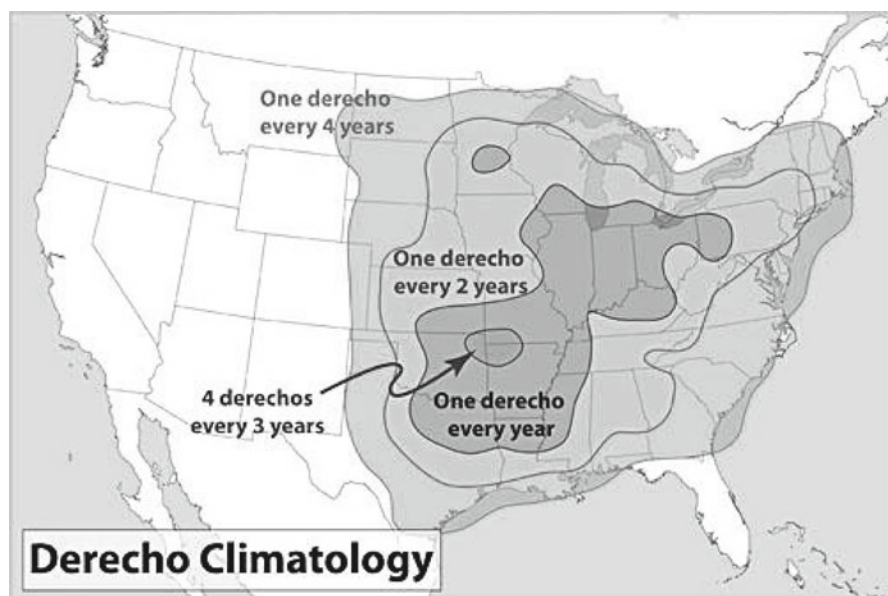 One derecho
every 4 years
One derecho
every 2 years
4 derechos
every 3 years
One derecho
every year
Derecho Climatology